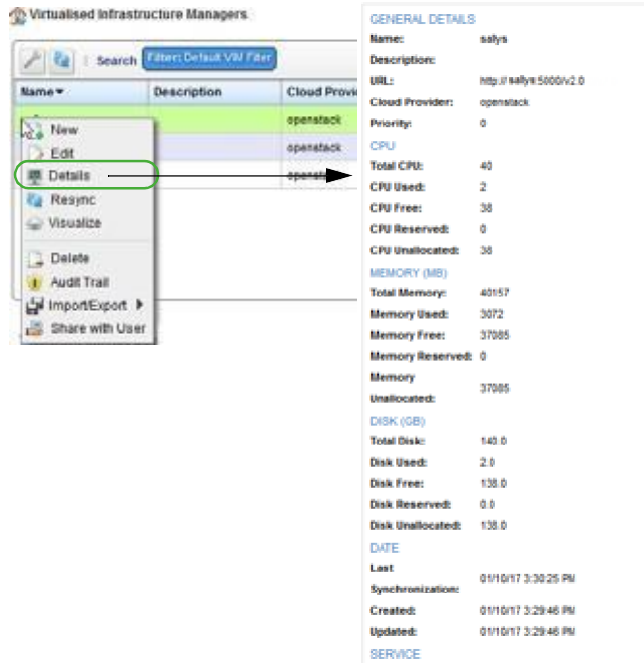 Virtualised Infrastructure Managers
Search Filter: Default VIM Filter
Name Description Cloud Provi
openstack
openstack
New
Edit
Details
Resync
Visualize
Delete
Audit Trail
Import/Export
Share with User
GENERAL DETAILS
Name: sallys
Description:
URL: http://sallys:5000/v2.0
Cloud Provider: openstack
Priority: 0
CPU
Total CPU: 40
CPU Used: 2
CPU Free: 38
CPU Reserved: 0
CPU Unallocated: 38
MEMORY (MB)
Total Memory: 40157
Memory Used: 3072
Memory Free: 37085
Memory Reserved: 0
Memory
Unallocated: 37085
DISK (GB)
Total Disk: 140.0
Disk Used: 2.0
Disk Free: 138.0
Disk Reserved: 0.0
Disk Unallocated: 138.0
DATE
Last
Synchronization: 01/10/17 3:30:25 PM
Created: 01/10/17 3:29:46 PM
Updated: 01/10/17 3:29:46 PM
SERVICE